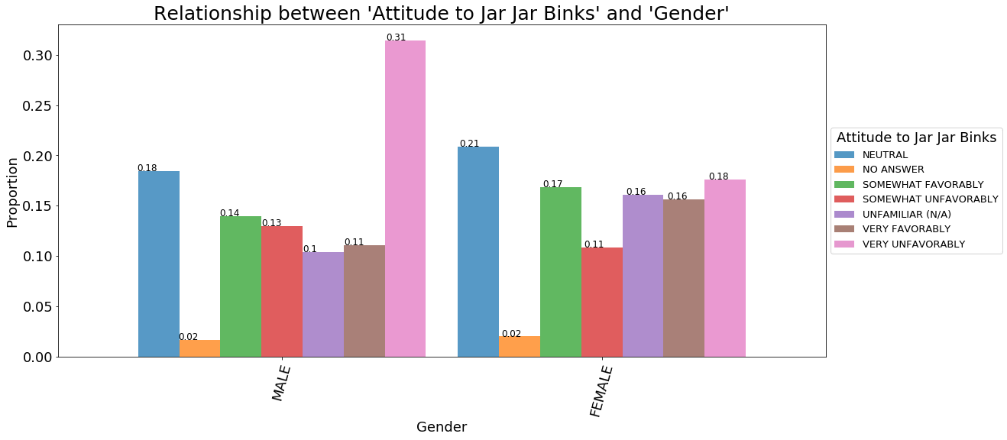 Relationship between 'Attitude to Jar Jar Binks' and 'Gender'
Proportion
0.30
0.25
0.20
0.15
0.10
0.05
0.00
0.18
0.02
0.14
0.13
0.1
0.11
0.31
0.21
0.02
0.17
0.11
0.16
0.16
0.18
MALE
FEMALE
Gender
Attitude to Jar Jar Binks
NEUTRAL
NO ANSWER
SOMEWHAT FAVORABLY
SOMEWHAT UNFAVORABLY
UNFAMILIAR (N/A)
VERY FAVORABLY
VERY UNFAVORABLY